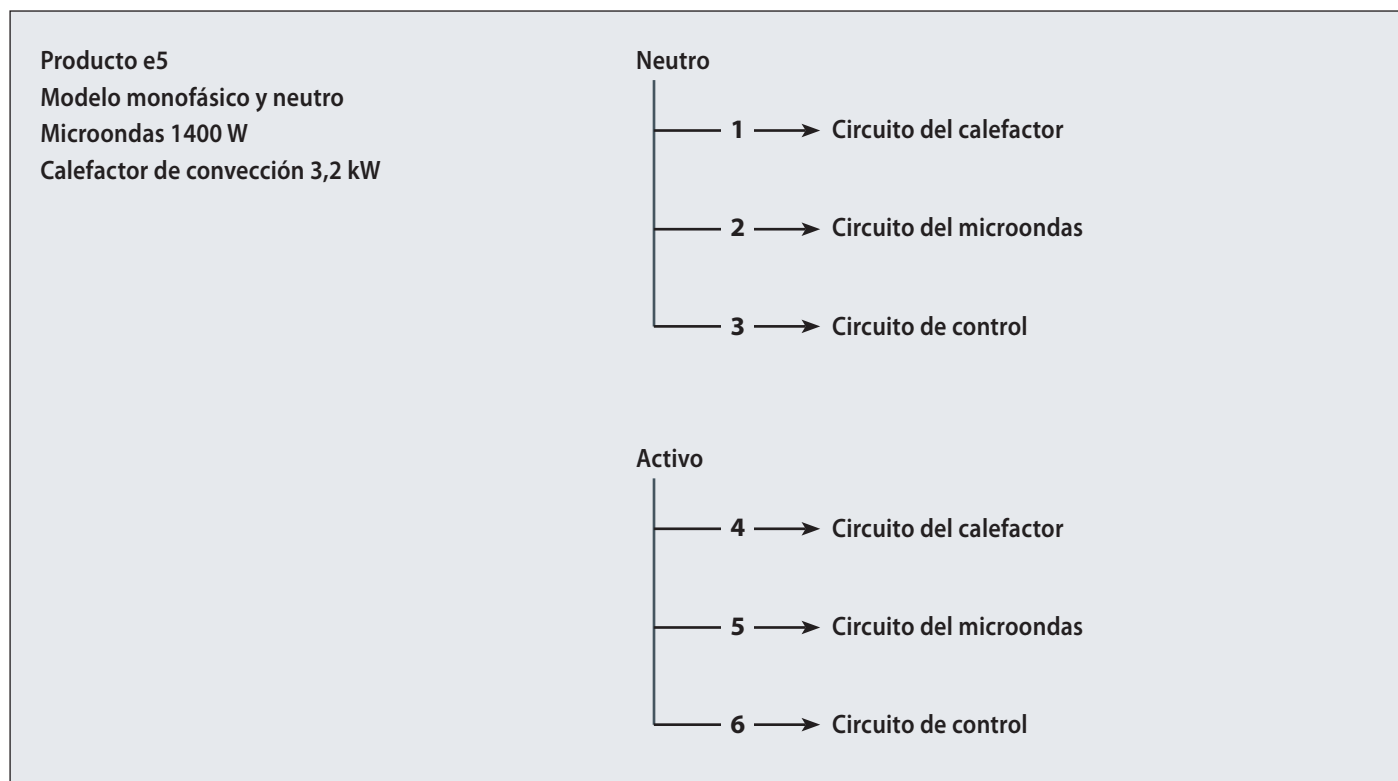 Producto e5
Modelo monofásico y neutro
Microondas 1400 W
Calefactor de convección 3,2 kW
Neutro
1 Circuito del calefactor
2 Circuito del microondas
3 Circuito de control
Activo
4 Circuito del calefactor
5 Circuito del microondas
6 Circuito de control